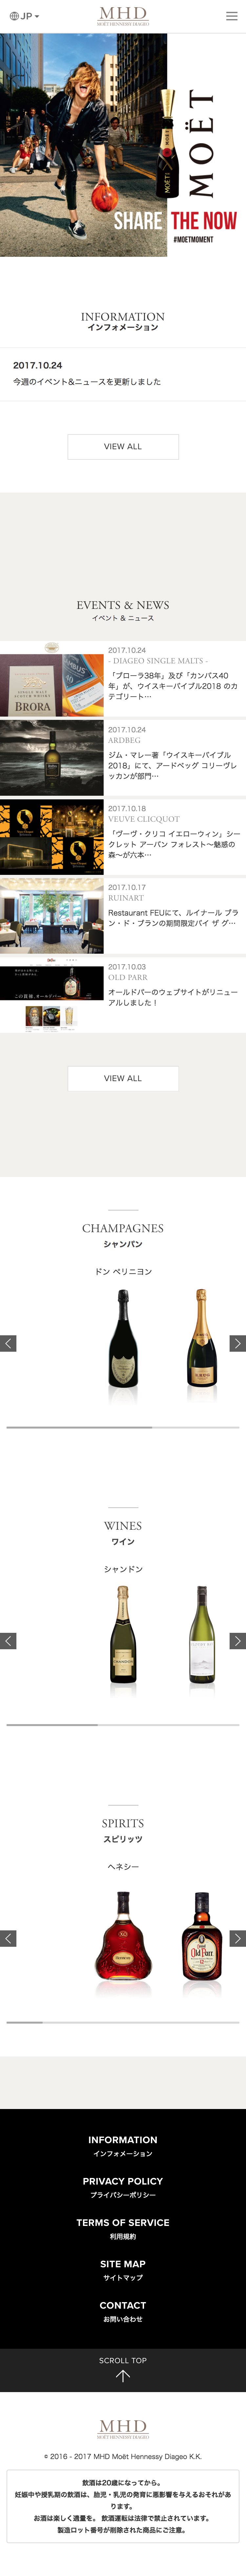 JP
MHD
MOËT HENNESSY DIAGEO
MOËT
SHARE THE NOW
#MOETMOMENT
INFORMATION
インフォメーション
2017.10.24
今週のイベント&ニュースを更新しました
VIEW ALL
EVENTS & NEWS
イベント & ニュース
BRORA
2017.10.24
- DIAGEO SINGLE MALTS -
「ブローラ38年」及び「カンバス40
年」が、ウイスキーバイブル2018 のカ
テゴリート…
2017.10.24
ARDBEG
ジム・マレー著「ウイスキーバイブル
2018」にて、アードベッグ コリーヴレ
ッカンが部門…
2017.10.18
VEUVE CLICQUOT
「ヴーヴ・クリコ イエローウィン」シー
クレット アーバン フォレスト〜魅惑の
森〜が六本…
2017.10.17
RUINART
Restaurant FEUにて、ルイナール ブラ
ン・ド・ブランの期間限定バイ ザ グ…
2017.10.03
OLD PARR
オールドパーのウェブサイトがリニュー
アルしました！
VIEW ALL
CHAMPAGNES
シャンパン
ドン ペリニヨン
KRUG
WINES
ワイン
シャンドン
CHANDON
SPIRITS
スピリッツ
ヘネシー
Hennessy
Old Parr
INFORMATION
インフォメーション
PRIVACY POLICY
プライバシーポリシー
TERMS OF SERVICE
利用規約
SITE MAP
サイトマップ
CONTACT
お問い合わせ
SCROLL TOP
MHD
MOËT HENNESSY DIAGEO
© 2016 - 2017 MHD Moët Hennessy Diageo K.K.
飲酒は20歳になってから。
妊娠中や授乳期の飲酒は、胎児・乳児の発育に悪影響を与えるおそれがあ
ります。
お酒は楽しく適量を。 飲酒運転は法律で禁止されています。
製造ロット番号が削除された商品にご注意。